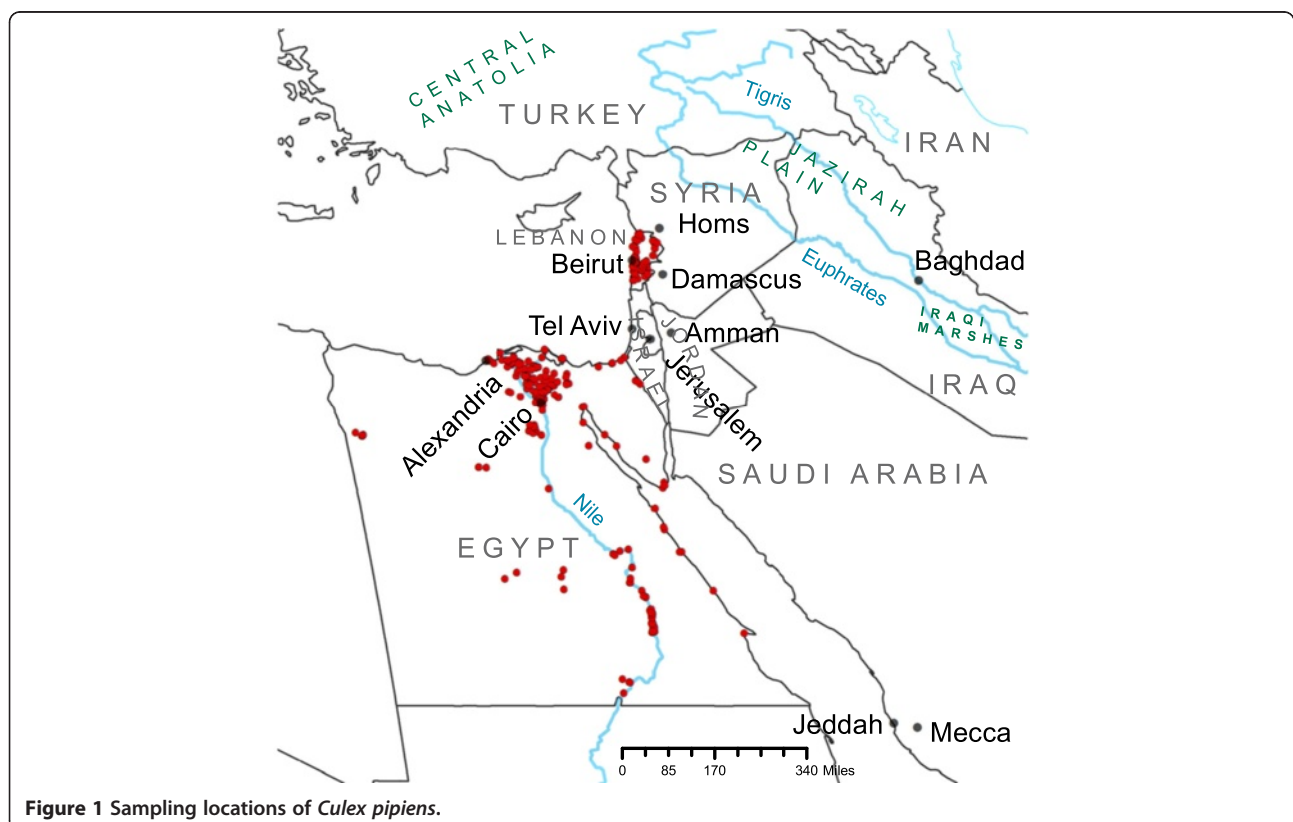 CENTRAL
ANATOLIA
TURKEY
Tigris
IRAN
JAZIRAH
PLAIN
SYRIA
Homs
LEBANON
Beirut
Baghdad
Euphrates
Damascus
IRAQI
MARSHES
Tel Aviv
Amman
ISRAEL
JORDAN
Jerusalem
IRAQ
Alexandria
Cairo
SAUDI ARABIA
Nile
EGYPT
Jeddah
Mecca
0 85 170 340 Miles
Figure 1 Sampling locations of Culex pipiens.